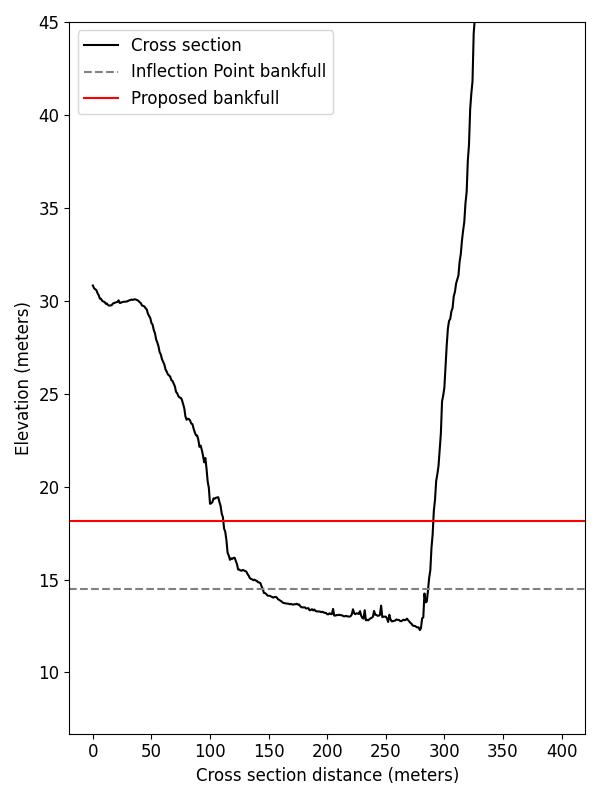 Cross section
Inflection Point bankfull
Proposed bankfull
45
40
35
30
25
20
15
10
Elevation (meters)
0 50 100 150 200 250 300 350 400
Cross section distance (meters)